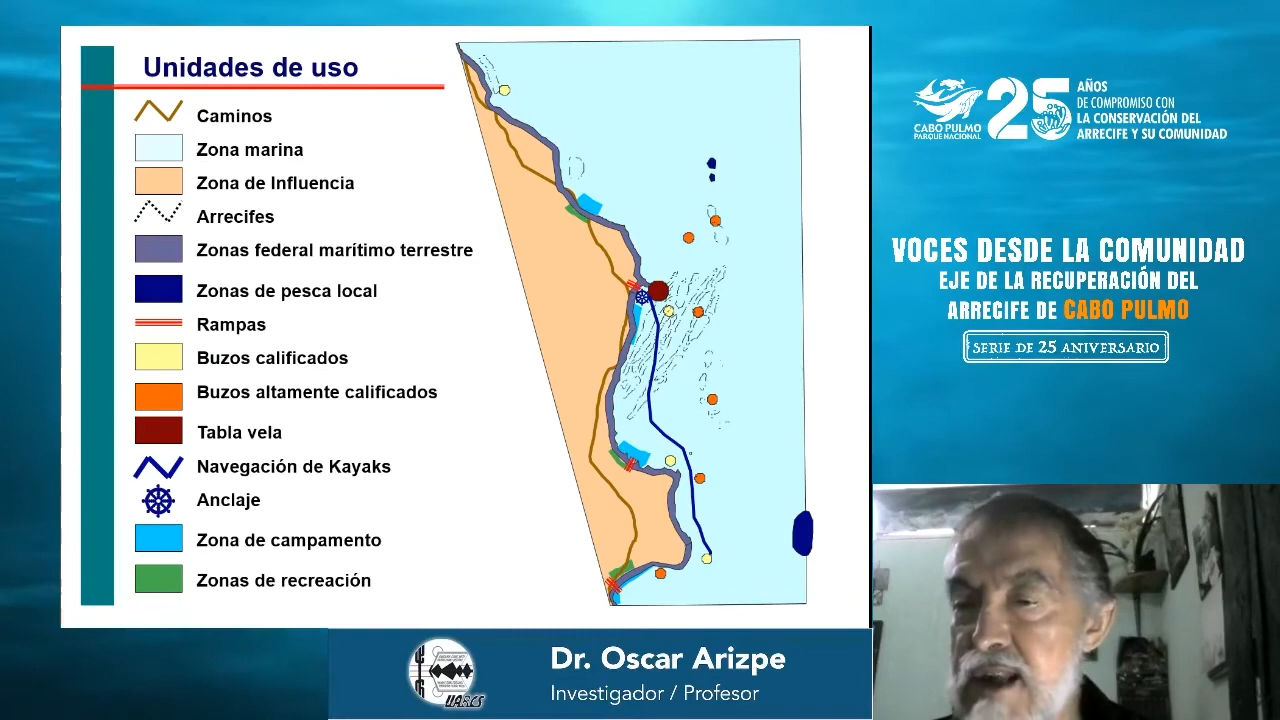 Unidades de uso
Caminos
Zona marina
Zona de Influencia
Arrecifes
Zonas federal marítimo terrestre
Zonas de pesca local
Rampas
Buzos calificados
Buzos altamente calificados
Tabla vela
Navegación de Kayaks
Anclaje
Zona de campamento
Zonas de recreación
CABO PULMO
PARQUE NACIONAL
25 AÑOS
DE COMPROMISO CON
LA CONSERVACIÓN DEL
ARRECIFE Y SU COMUNIDAD
VOCES DESDE LA COMUNIDAD
EJE DE LA RECUPERACIÓN DEL
ARRECIFE DE CABO PULMO
SERIE DE 25 ANIVERSARIO
UABCS
Dr. Oscar Arizpe
Investigador / Profesor